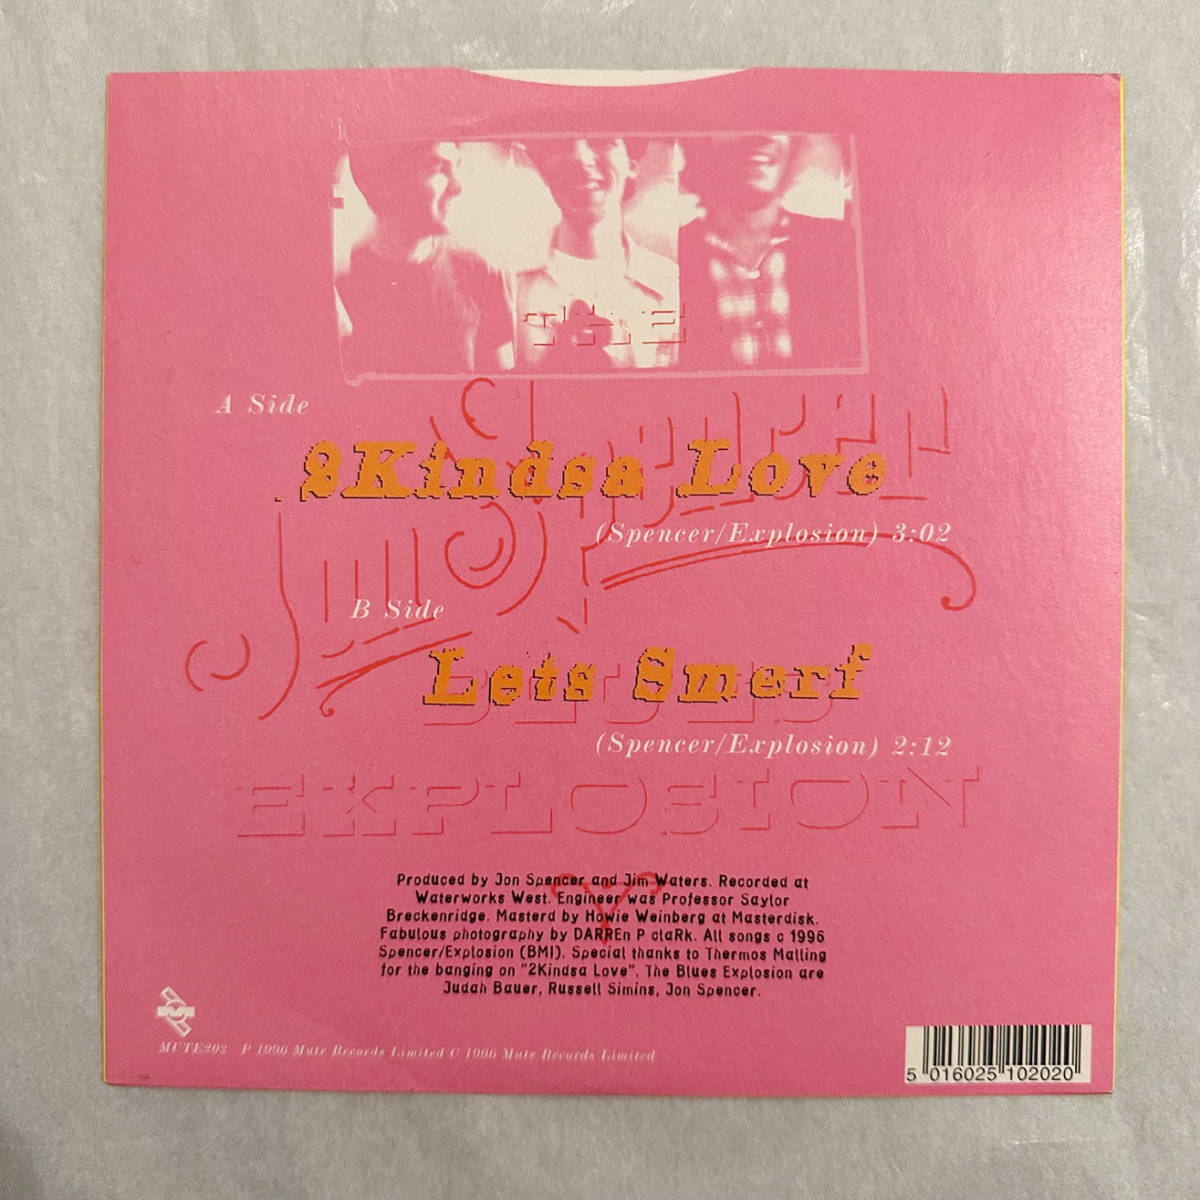 THE
A Side
Spencer
2Kindsa Love
(Spencer/Explosion) 3:02
Jon
B Side
Lets Smerf
BLUES
(Spencer/Explosion) 2:12
EXPLOSION
Produced by Jon Spencer and Jim Waters. Recorded at
Waterworks West. Engineer was Professor Saylor
Breckenridge. Masterd by Howie Weinberg at Masterdisk.
Fabulous photography by DARREn P claRk. All songs c 1996
Spencer/Explosion (BMI). Special thanks to Thermos Malling
for the banging on "2Kindsa Love". The Blues Explosion are
Judah Bauer, Russell Simins, Jon Spencer.
MUTE202 P 1996 Mute Records Limited C 1996 Mute Records Limited
5 016025 102020